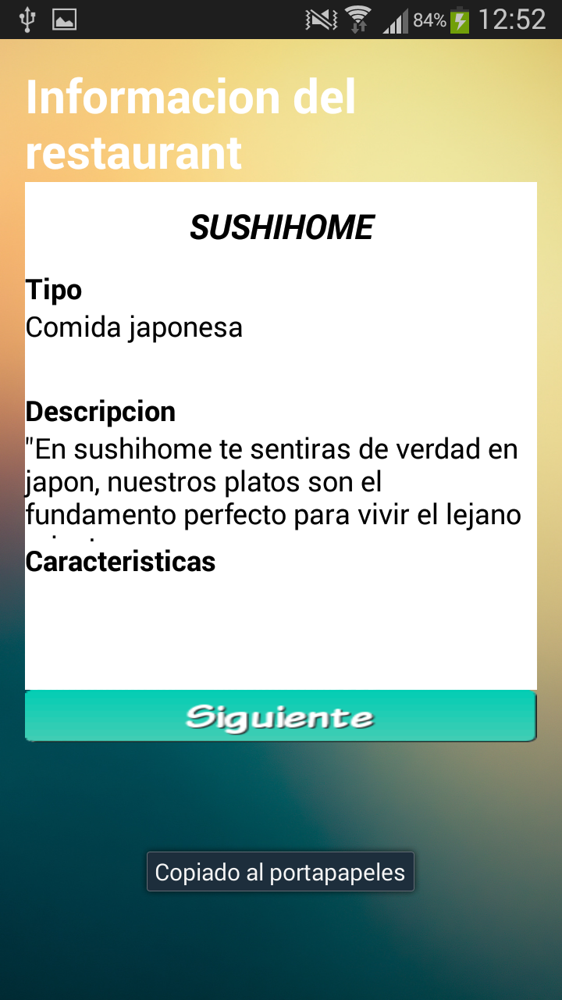 84% 12:52
Informacion del
restaurant
SUSHIHOME
Tipo
Comida japonesa
Descripcion
"En sushihome te sentiras de verdad en
japon, nuestros platos son el
fundamento perfecto para vivir el lejano
Caracteristicas
Siguiente
Copiado al portapapeles